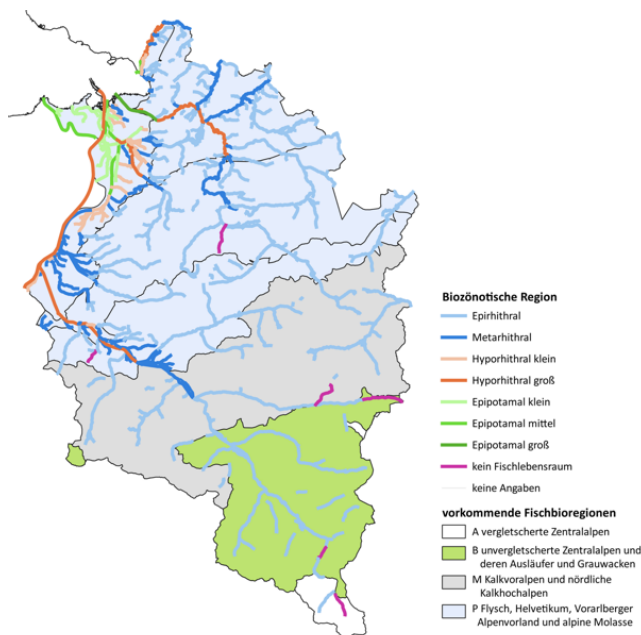 Biozönotische Region
Epirhithral
Metarhithral
Hyporhithral klein
Hyporhithral groß
Epipotamal klein
Epipotamal mittel
Epipotamal groß
kein Fischlebensraum
keine Angaben
vorkommende Fischbioregionen
A vergletscherte Zentralalpen
B unvergletscherte Zentralalpen und
deren Ausläufer und Grauwacken
M Kalkvoralpen und nördliche
Kalkhochalpen
P Flysch, Helvetikum, Vorarlberger
Alpenvorland und alpine Molasse